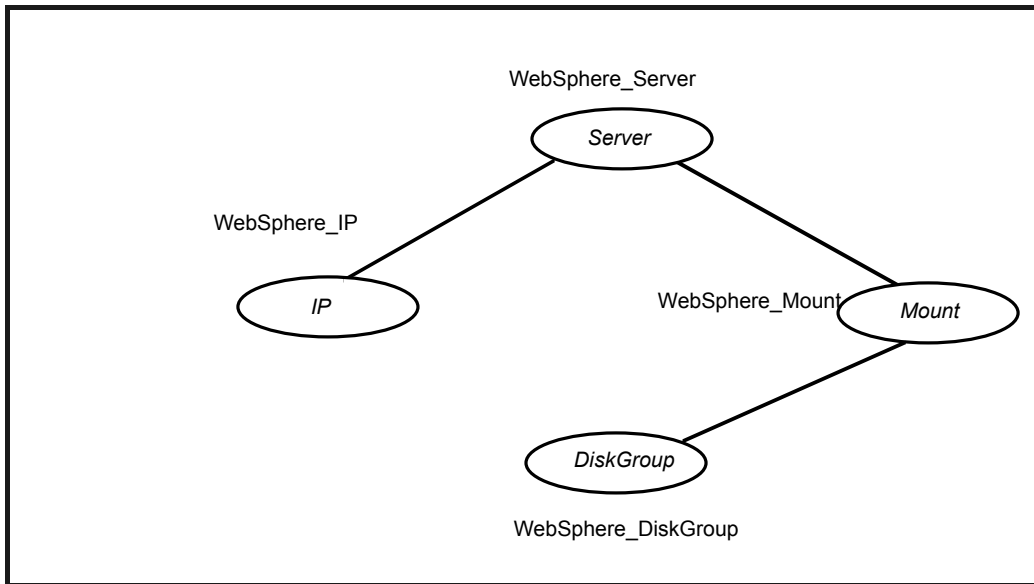 WebSphere_Server
Server
WebSphere_IP
IP
WebSphere_Mount
Mount
DiskGroup
WebSphere_DiskGroup